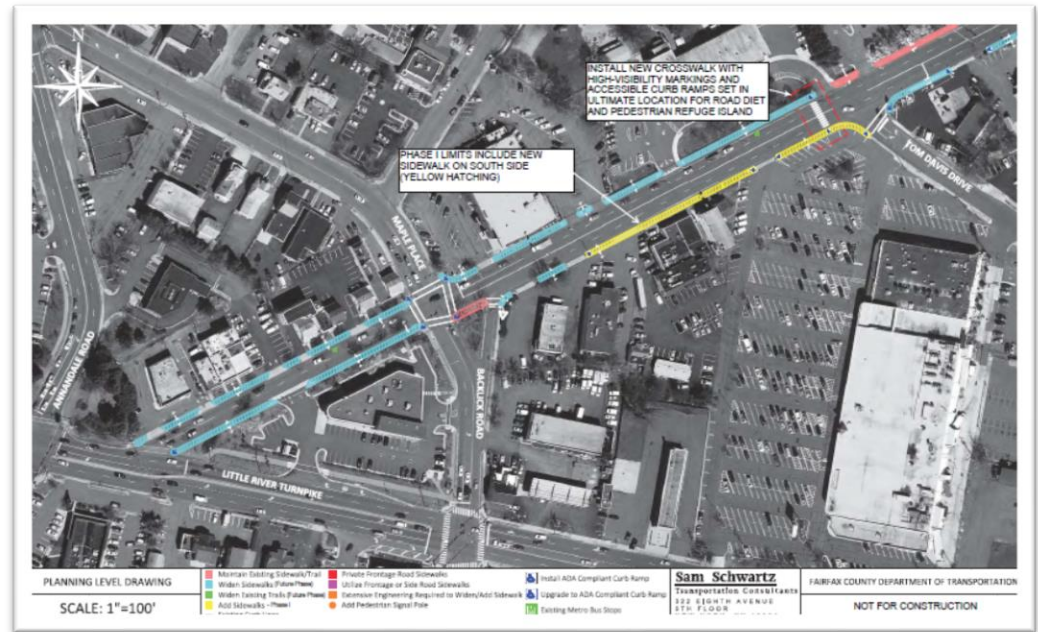 N
INSTALL NEW CROSSWALK WITH
HIGH-VISIBILITY MARKINGS AND
ACCESSIBLE CURB RAMPS SET IN
ULTIMATE LOCATION FOR ROAD DIET
AND PEDESTRIAN REFUGE ISLAND
PHASE I LIMITS INCLUDE NEW
SIDEWALK ON SOUTH SIDE
(YELLOW HATCHING)
TOM DAVIS DRIVE
MAPLE PLACE
ANNANDALE ROAD
BACKLICK ROAD
LITTLE RIVER TURNPIKE
PLANNING LEVEL DRAWING
SCALE: 1"=100'
Maintain Existing Sidewalk/Trail
Widen Sidewalks (Future Phase)
Widen Existing Trails (Future Phase)
Add Sidewalks - Phase I
Private Frontage Road Sidewalks
Utilize Frontage or Side Road Sidewalks
Extensive Engineering Required to Widen/Add Sidewalk
Add Pedestrian Signal Pole
Install ADA Compliant Curb Ramp
Upgrade to ADA Compliant Curb Ramp
Existing Metro Bus Stops
Sam Schwartz
Transportation Consultants
322 EIGHTH AVENUE
5TH FLOOR
FAIRFAX COUNTY DEPARTMENT OF TRANSPORTATION
NOT FOR CONSTRUCTION